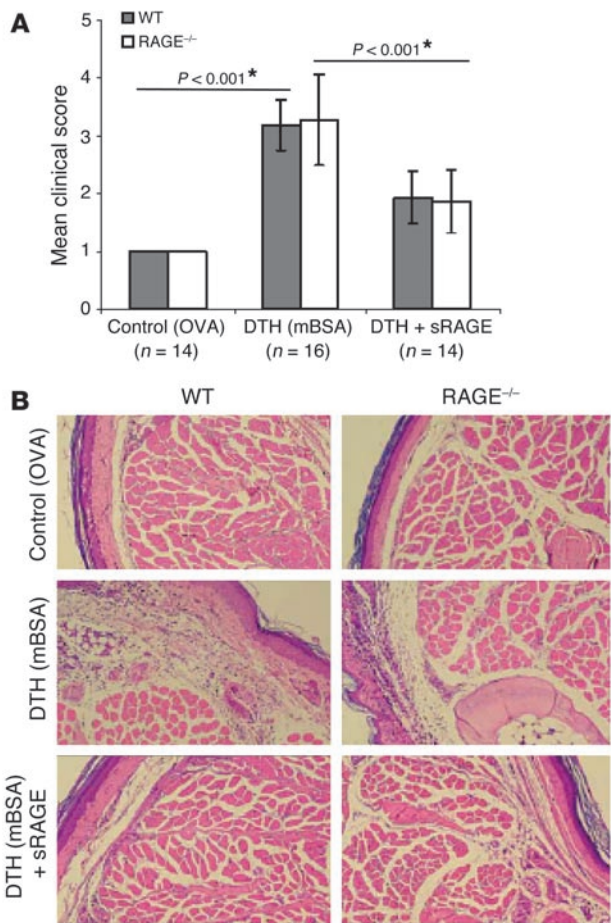 A
WT
RAGE–/–
Mean clinical score
5
4
3
2
1
0
P < 0.001*
P < 0.001*
Control (OVA)
(n = 14)
DTH (mBSA)
(n = 16)
DTH + sRAGE
(n = 14)
B
WT
RAGE–/–
Control (OVA)
DTH (mBSA)
DTH (mBSA)
+ sRAGE